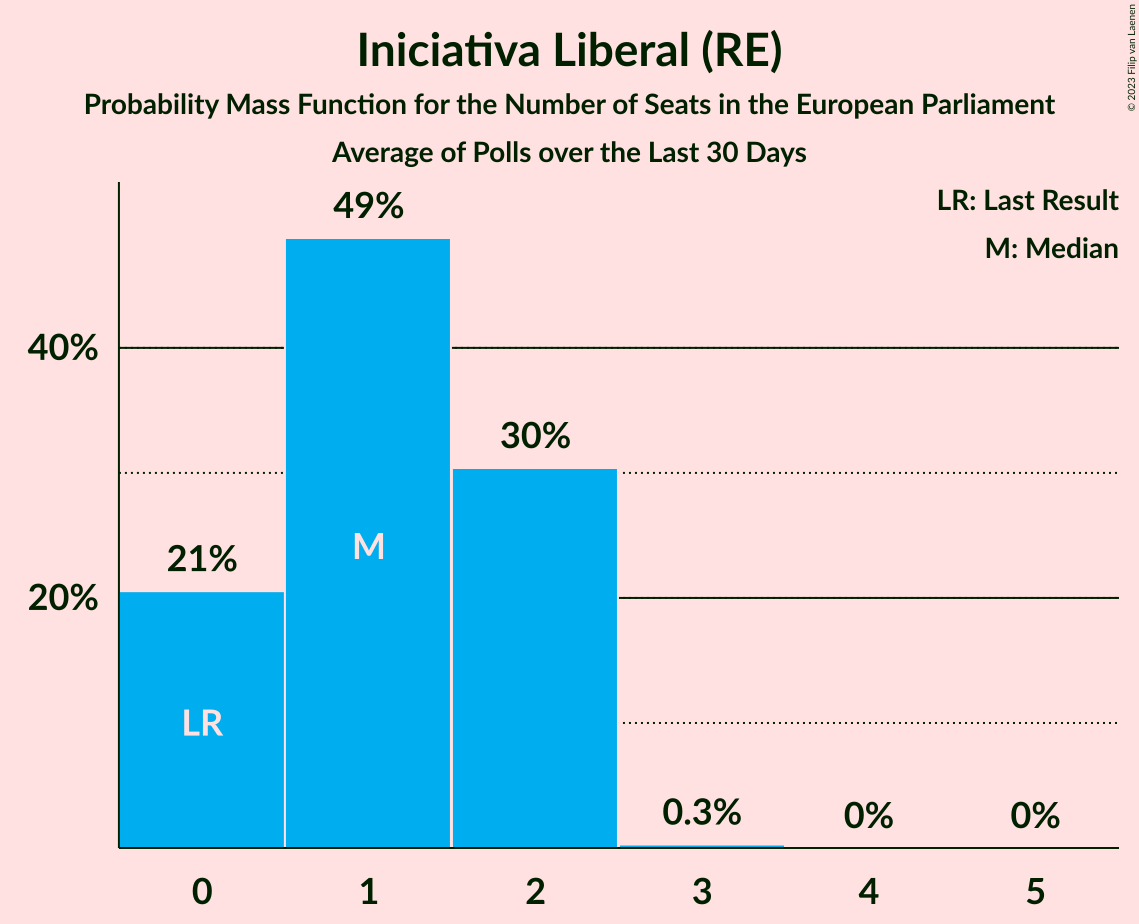 Iniciativa Liberal (RE)
Probability Mass Function for the Number of Seats in the European Parliament
Average of Polls over the Last 30 Days
© 2023 Filip van Laenen
LR: Last Result
M: Median
49%
40%
30%
21%
20%
M
LR
0.3%
0%
0%
0
1
2
3
4
5